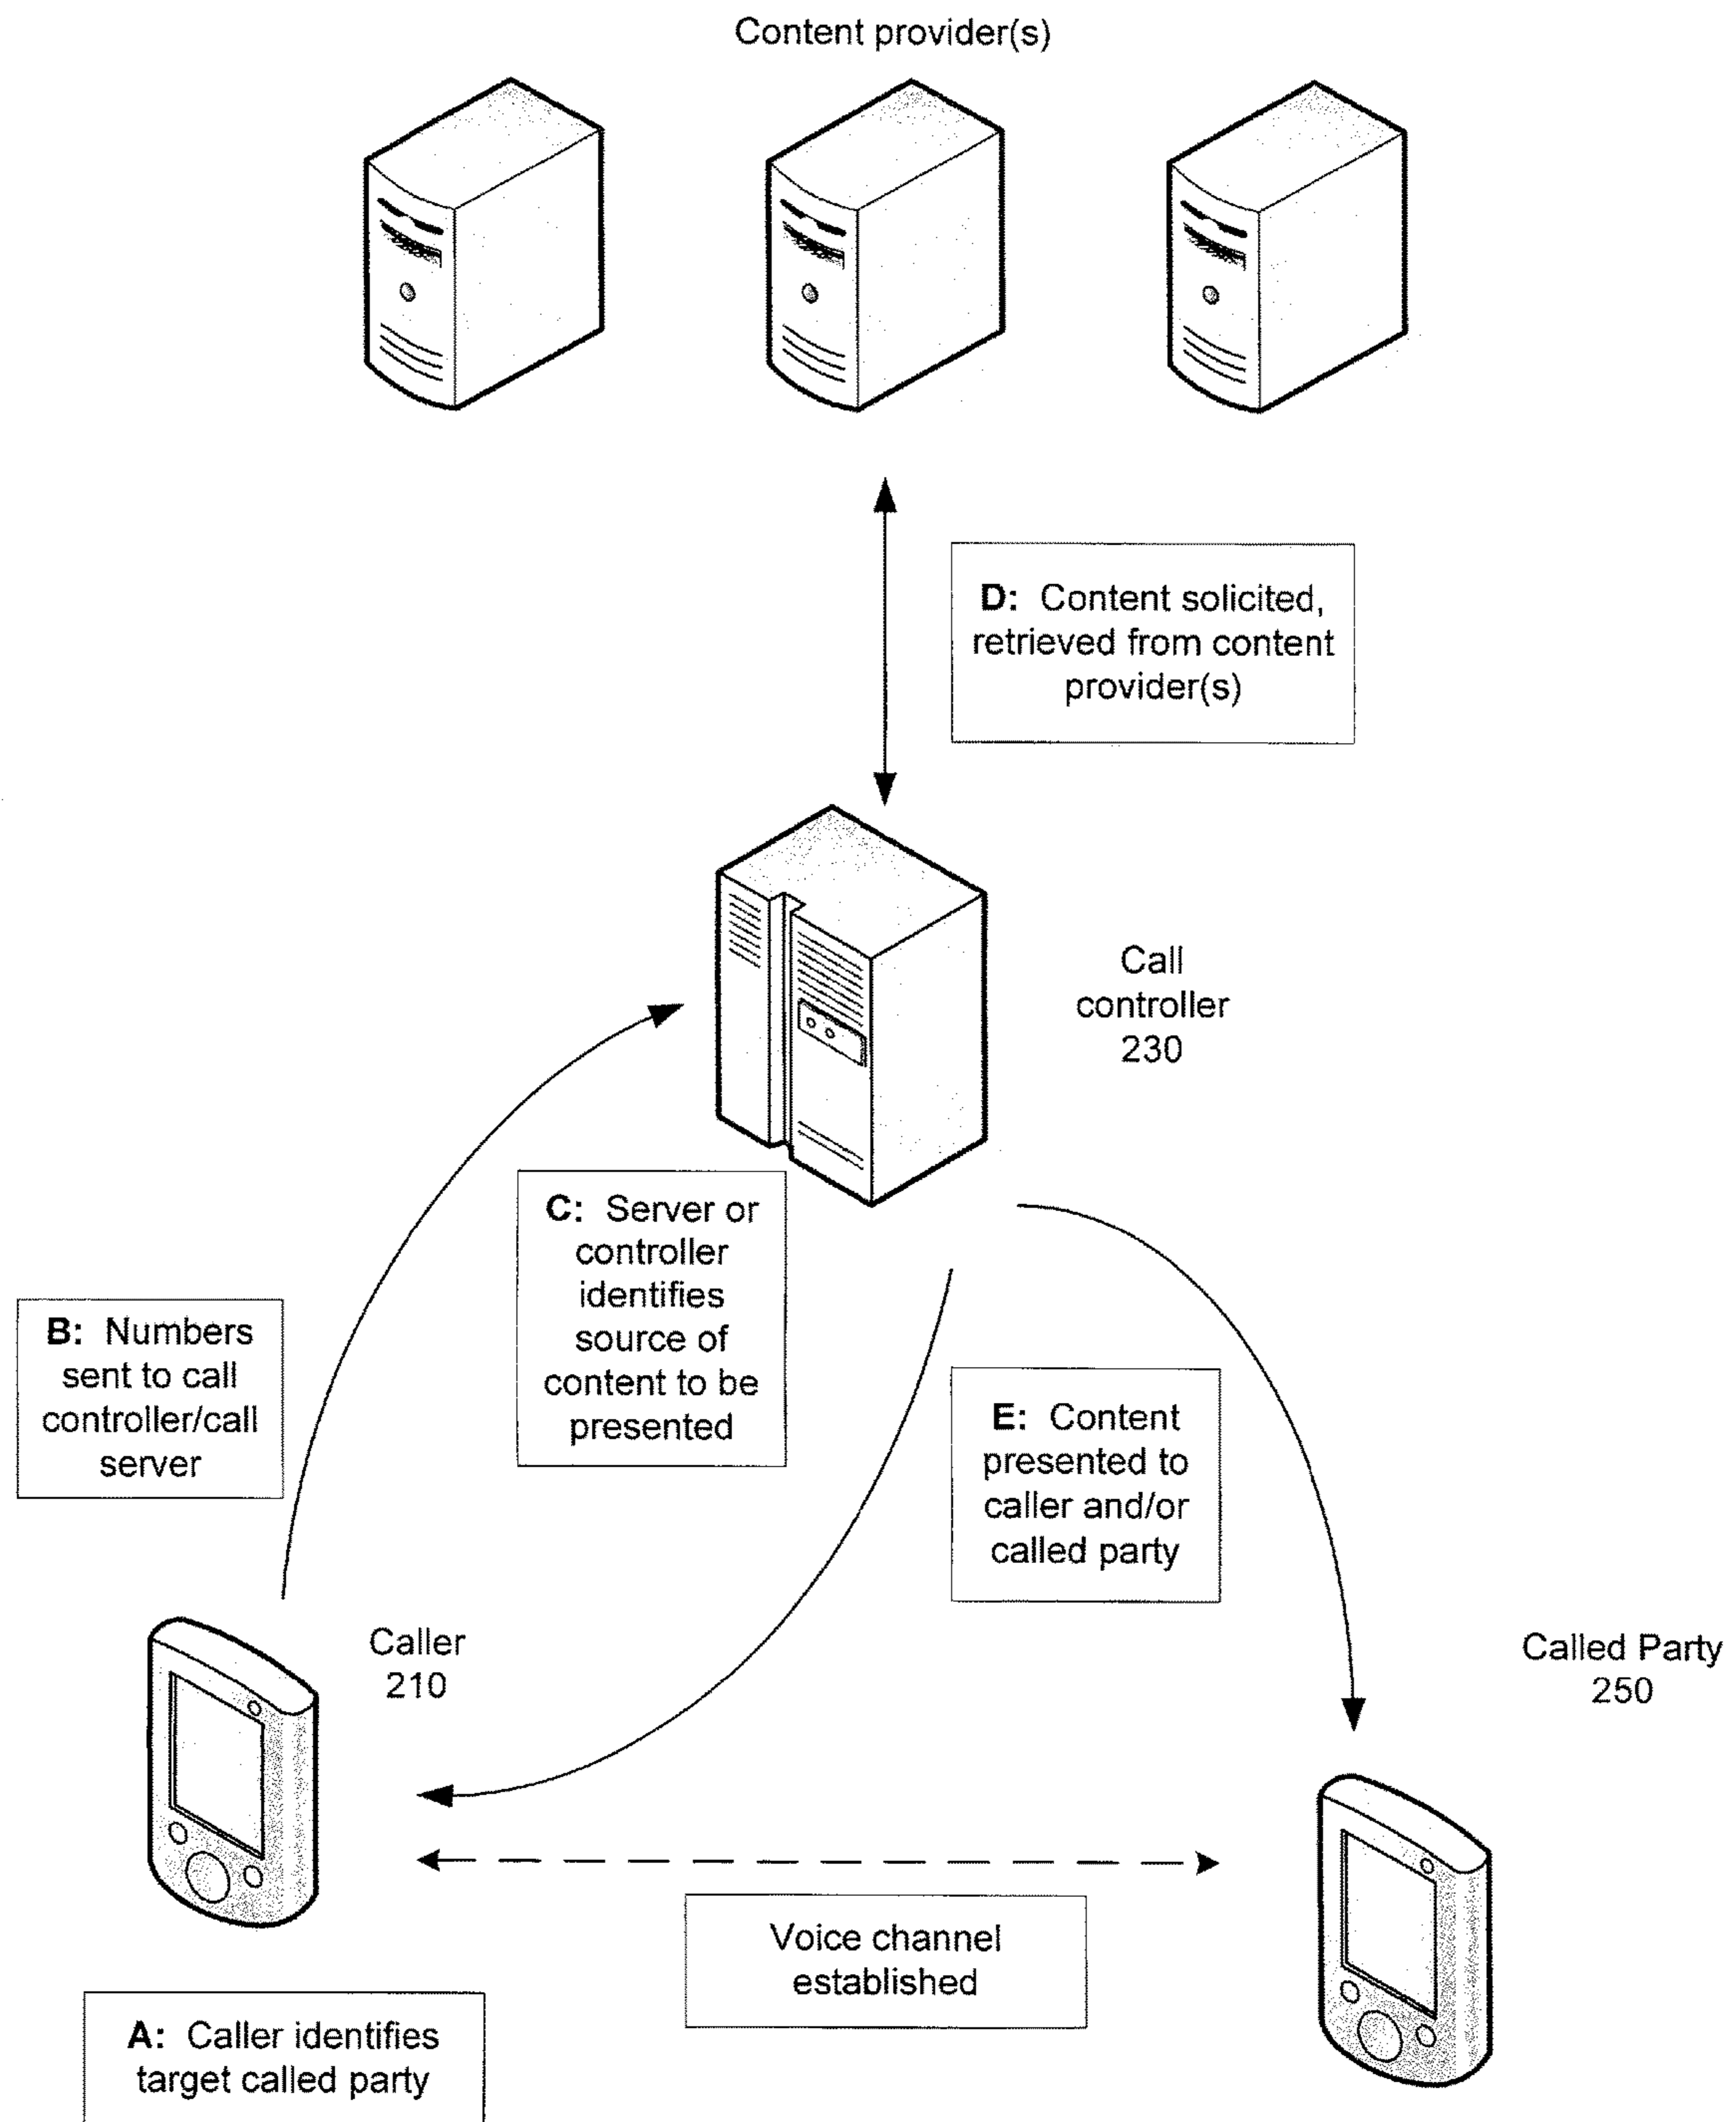 Content provider(s)
D: Content solicited,
retrieved from content
provider(s)
Call
controller
230
C: Server or
controller
identifies
source of
content to be
presented
B: Numbers
sent to call
controller/call
server
E: Content
presented to
caller and/or
called party
Caller
210
Called Party
250
Voice channel
established
A: Caller identifies
target called party